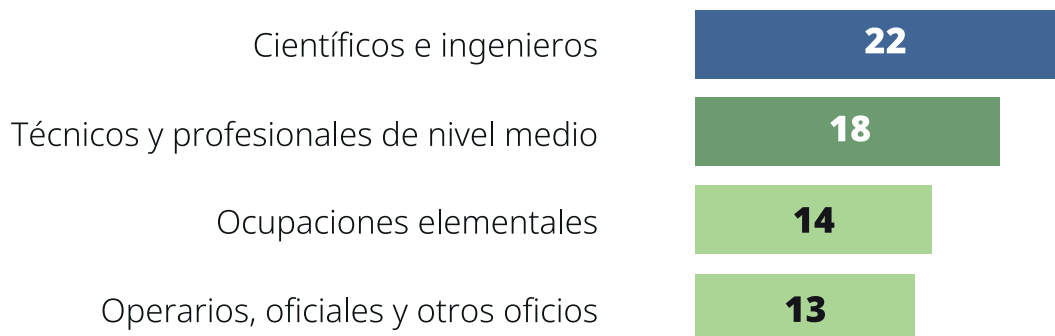 Científicos e ingenieros 22
Técnicos y profesionales de nivel medio 18
Ocupaciones elementales 14
Operarios, oficiales y otros oficios 13